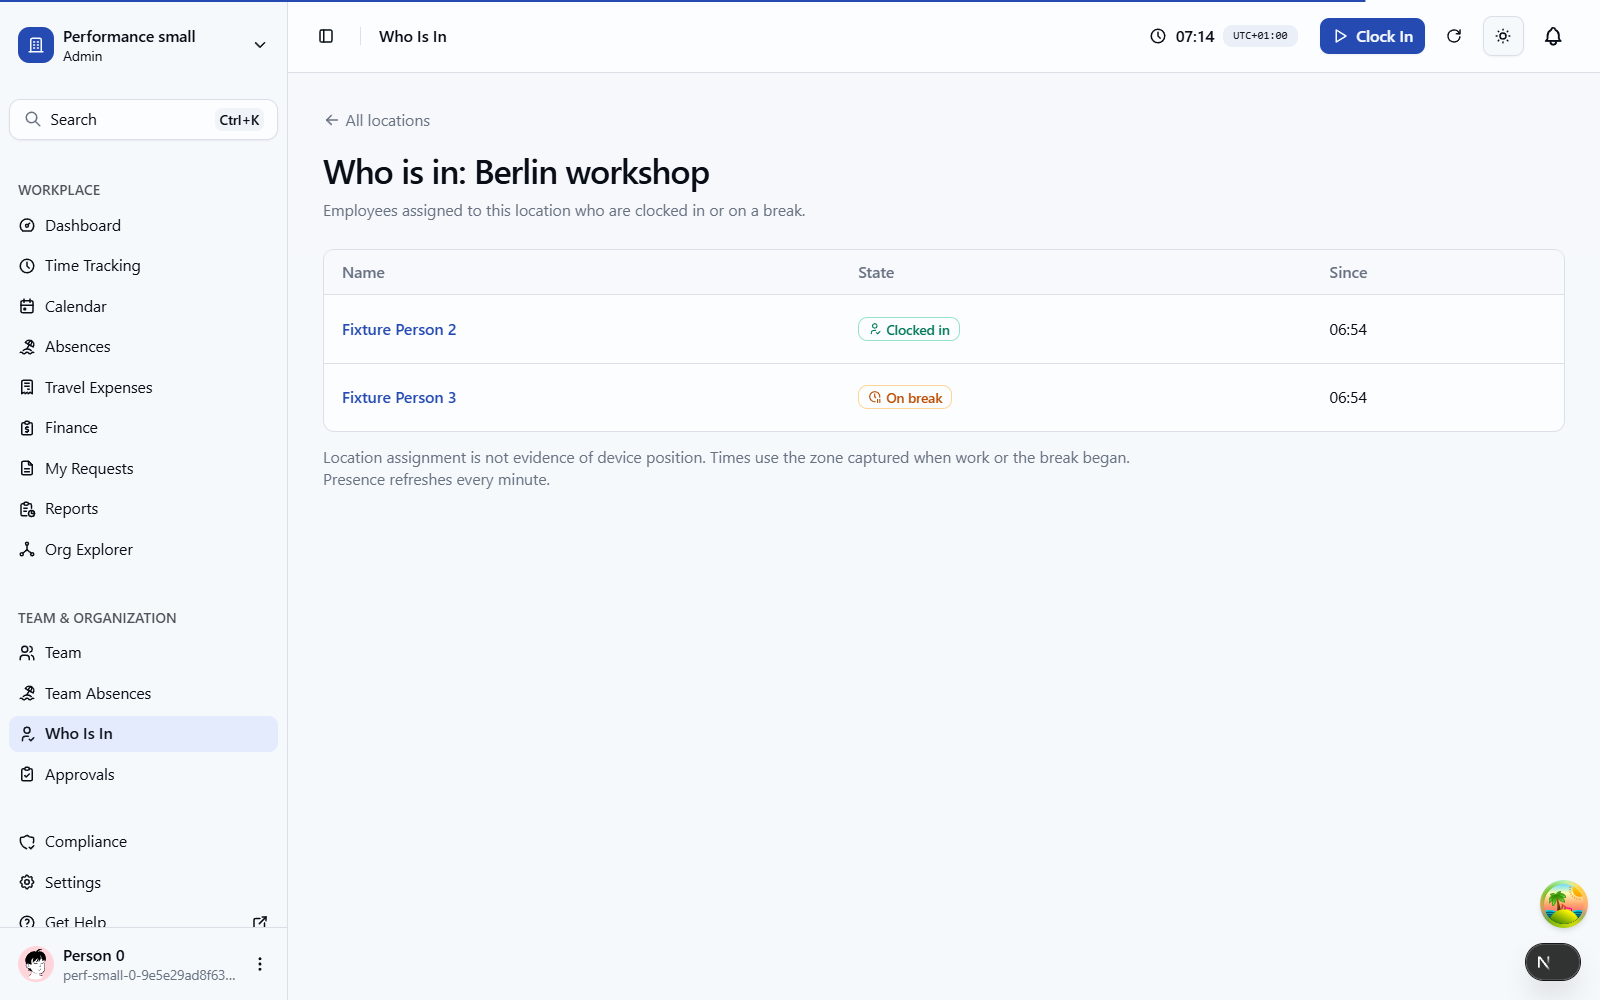 Performance small
Admin
Search
Ctrl+K
WORKPLACE
Dashboard
Time Tracking
Calendar
Absences
Travel Expenses
Finance
My Requests
Reports
Org Explorer
TEAM & ORGANIZATION
Team
Team Absences
Who Is In
Approvals
Compliance
Settings
Get Help
Person 0
perf-small-0-9e5e29ad8f63...
Who Is In
07:14
UTC+01:00
Clock In
All locations
Who is in: Berlin workshop
Employees assigned to this location who are clocked in or on a break.
Name State Since
Fixture Person 2 Clocked in 06:54
Fixture Person 3 On break 06:54
Location assignment is not evidence of device position. Times use the zone captured when work or the break began.
Presence refreshes every minute.
N